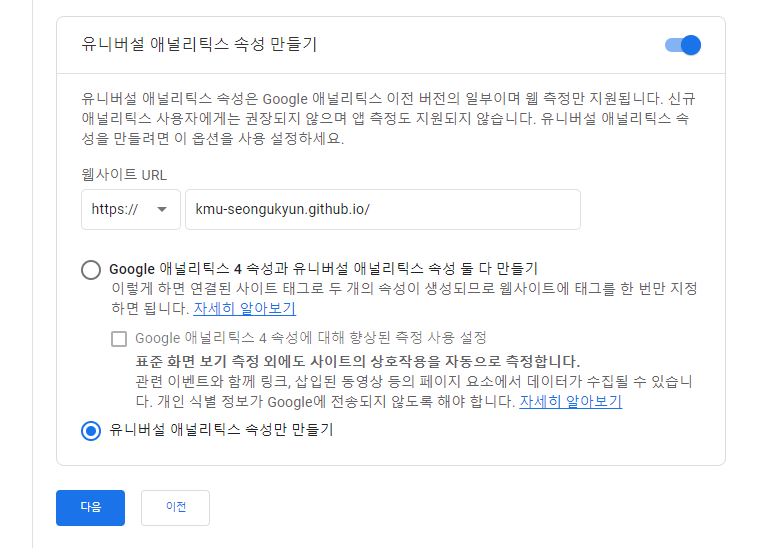 유니버설 애널리틱스 속성 만들기
유니버설 애널리틱스 속성은 Google 애널리틱스 이전 버전의 일부이며 웹 측정만 지원됩니다. 신규
애널리틱스 사용자에게는 권장되지 않으며 앱 측정도 지원되지 않습니다. 유니버설 애널리틱스 속
성을 만들려면 이 옵션을 사용 설정하세요.
웹사이트 URL
https:// kmu-seongukyun.github.io/
Google 애널리틱스 4 속성과 유니버설 애널리틱스 속성 둘 다 만들기
이렇게 하면 연결된 사이트 태그로 두 개의 속성이 생성되므로 웹사이트에 태그를 한 번만 지정
하면 됩니다. 자세히 알아보기
Google 애널리틱스 4 속성에 대해 향상된 측정 사용 설정
표준 화면 보기 측정 외에도 사이트의 상호작용을 자동으로 측정합니다.
관련 이벤트와 함께 링크, 삽입된 동영상 등의 페이지 요소에서 데이터가 수집될 수 있습니
다. 개인 식별 정보가 Google에 전송되지 않도록 해야 합니다. 자세히 알아보기
유니버설 애널리틱스 속성만 만들기
다음 이전